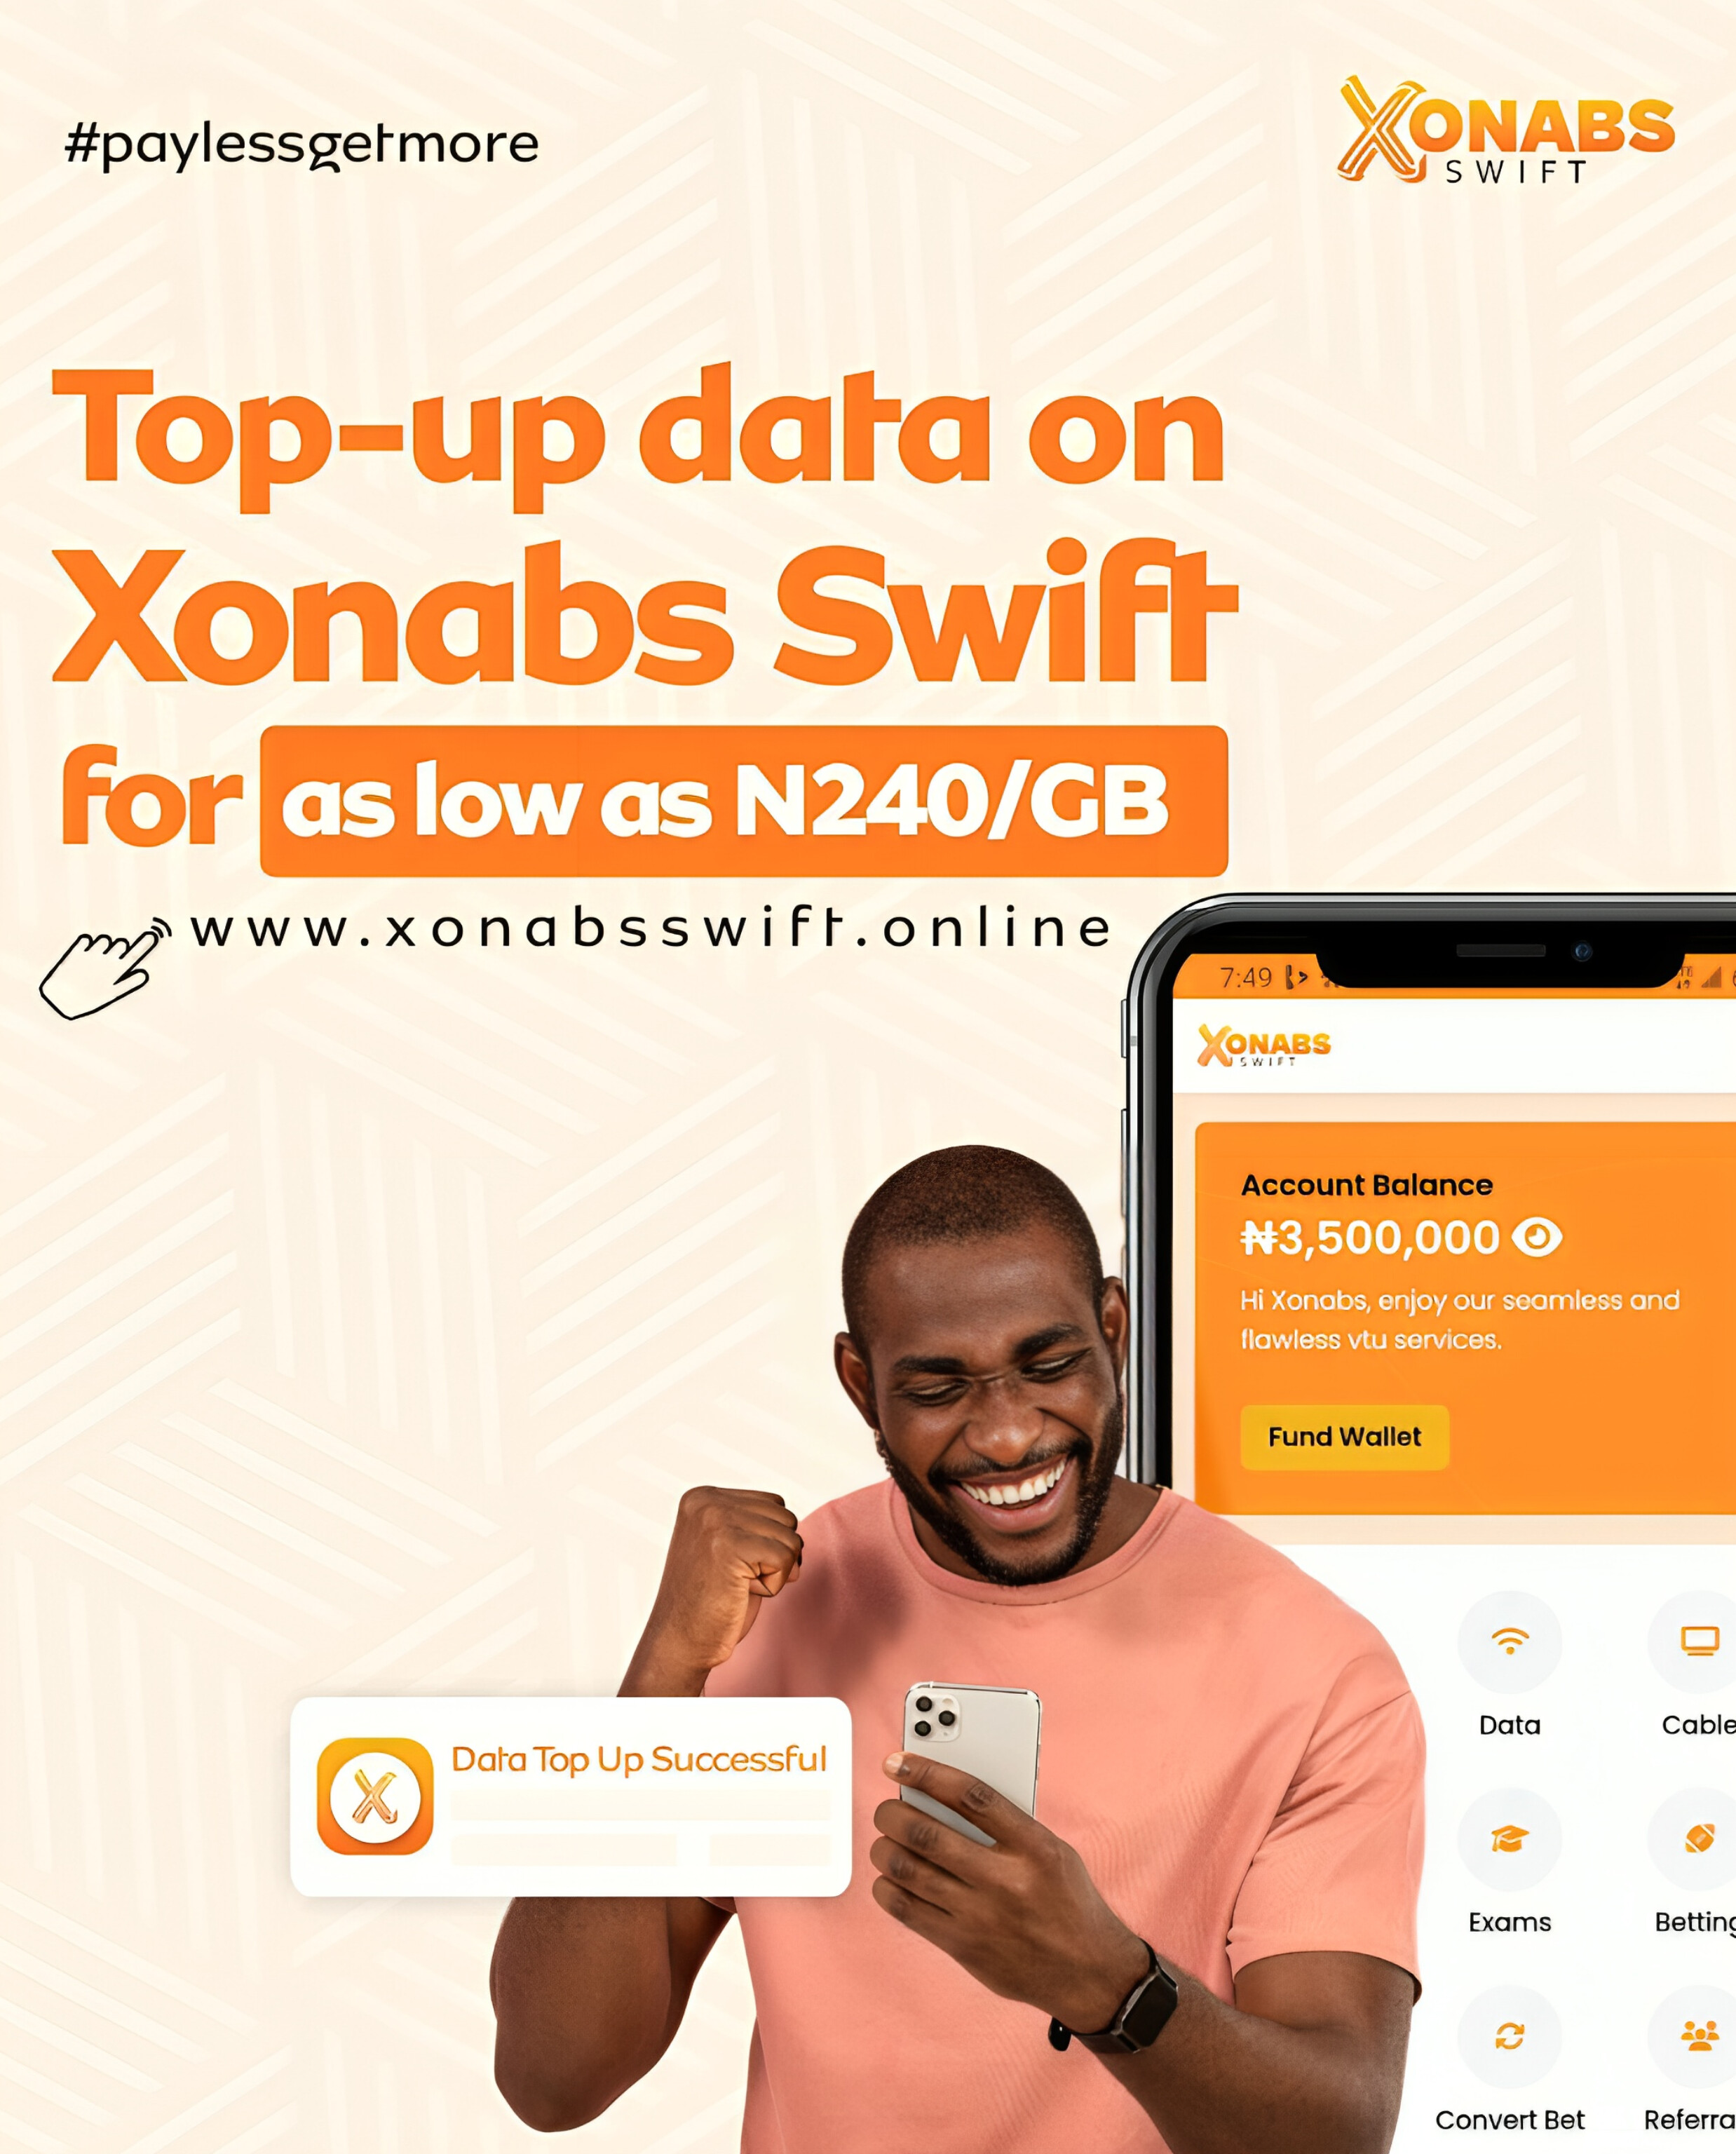 #paylessgetmore
XONABS
SWIFT
Top-up data on
Xonabs Swift
for as low as N240/GB
www.xonabsswift.online
7:49
XONABS
SWIFT
Account Balance
₦3,500,000
Hi Xonabs, enjoy our seamless and
flawless vtu services.
Fund Wallet
Data Cable
Exams Betting
Convert Bet
Data Top Up Successful